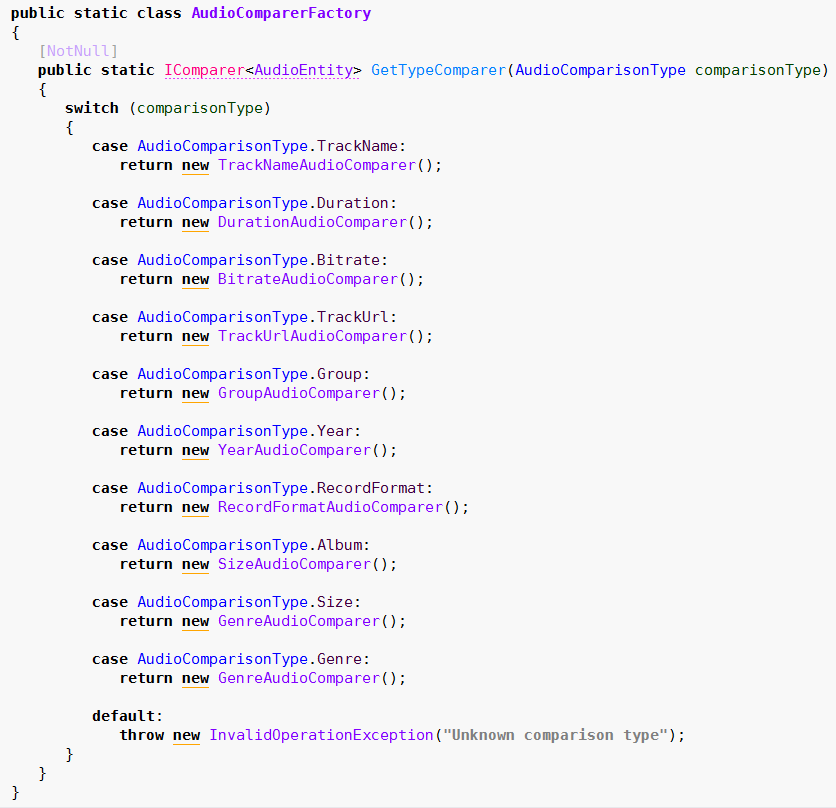 public static class AudioComparerFactory
{
[NotNull]
public static IComparer<AudioEntity> GetTypeComparer(AudioComparisonType comparisonType)
{
switch (comparisonType)
{
case AudioComparisonType.TrackName:
return new TrackNameAudioComparer();
case AudioComparisonType.Duration:
return new DurationAudioComparer();
case AudioComparisonType.Bitrate:
return new BitrateAudioComparer();
case AudioComparisonType.TrackUrl:
return new TrackUrlAudioComparer();
case AudioComparisonType.Group:
return new GroupAudioComparer();
case AudioComparisonType.Year:
return new YearAudioComparer();
case AudioComparisonType.RecordFormat:
return new RecordFormatAudioComparer();
case AudioComparisonType.Album:
return new SizeAudioComparer();
case AudioComparisonType.Size:
return new GenreAudioComparer();
case AudioComparisonType.Genre:
return new GenreAudioComparer();
default:
throw new InvalidOperationException("Unknown comparison type");
}
}
}